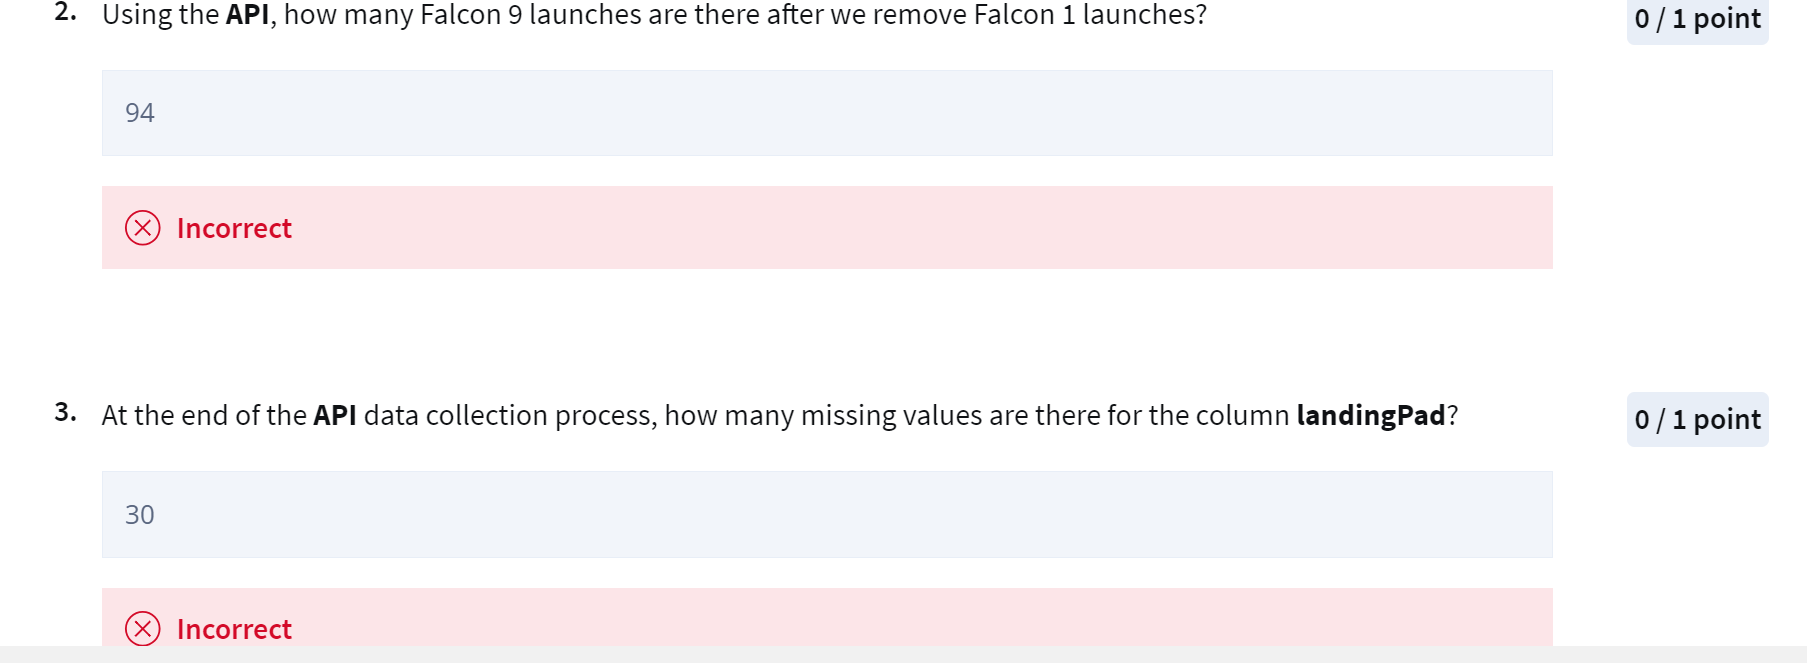 2. Using the API, how many Falcon 9 launches are there after we remove Falcon 1 launches?
0 / 1 point
94
Incorrect
3. At the end of the API data collection process, how many missing values are there for the column landingPad?
0 / 1 point
30
Incorrect